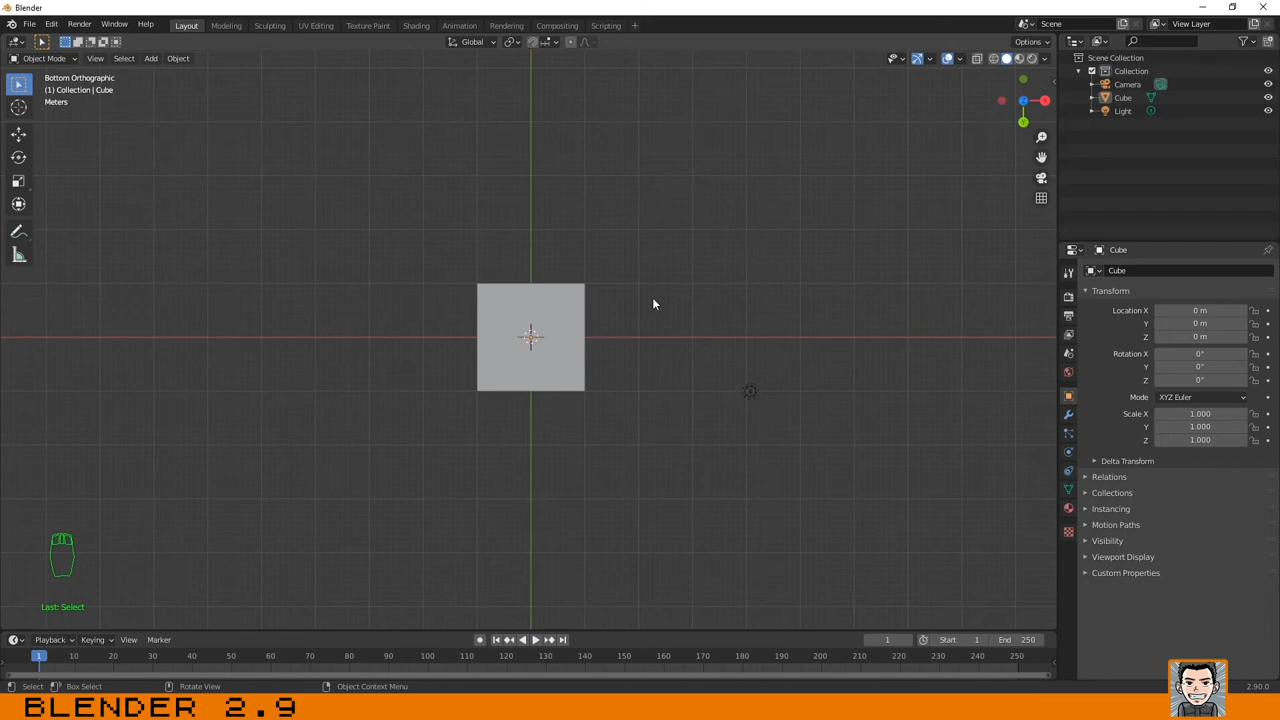 Blender
File Edit Render Window Help Layout Modeling Sculpting UV Editing Texture Paint Shading Animation Rendering Compositing Scripting + Scene View Layer
Global Options
Object Mode View Select Add Object
Bottom Orthographic
(1) Collection | Cube
Meters
X
Z
Y
Scene Collection
Collection
Camera
Cube
Light
Cube
Cube
Transform
Location X 0 m
Y 0 m
Z 0 m
Rotation X 0°
Y 0°
Z 0°
Mode XYZ Euler
Scale X 1.000
Y 1.000
Z 1.000
Delta Transform
Relations
Collections
Instancing
Motion Paths
Visibility
Viewport Display
Custom Properties
Last: Select
Playback Keying View Marker 1 Start 1 End 250
1 10 20 30 40 50 60 70 80 90 100 110 120 130 140 150 160 170 180 190 200 210 220 230 240 250
Select Box Select Rotate View Object Context Menu 2.90.0
BLENDER 2.9